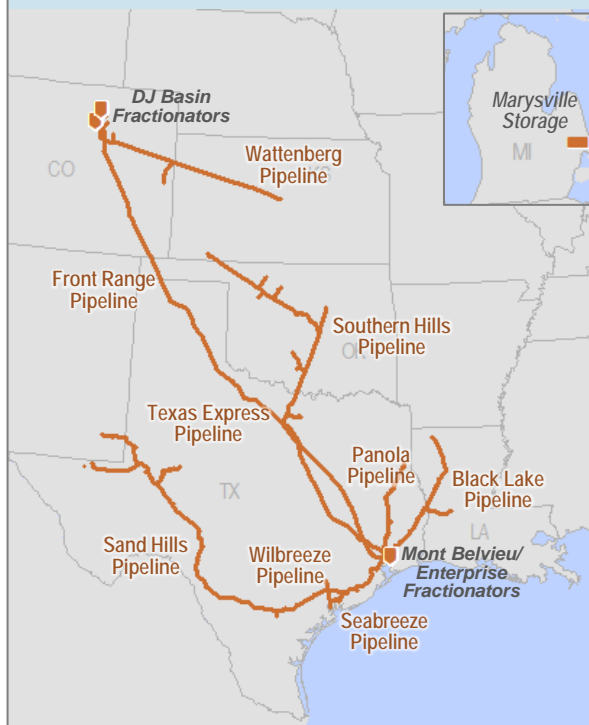 DJ Basin
Fractionators
Marysville
Storage
MI
CO
Wattenberg
Pipeline
KS
Front Range
Pipeline
Southern Hills
Pipeline
OK
Texas Express
Pipeline
Panola
Pipeline
Black Lake
Pipeline
TX
LA
Sand Hills
Pipeline
Wilbreeze
Pipeline
Mont Belvieu/
Enterprise
Fractionators
Seabreeze
Pipeline